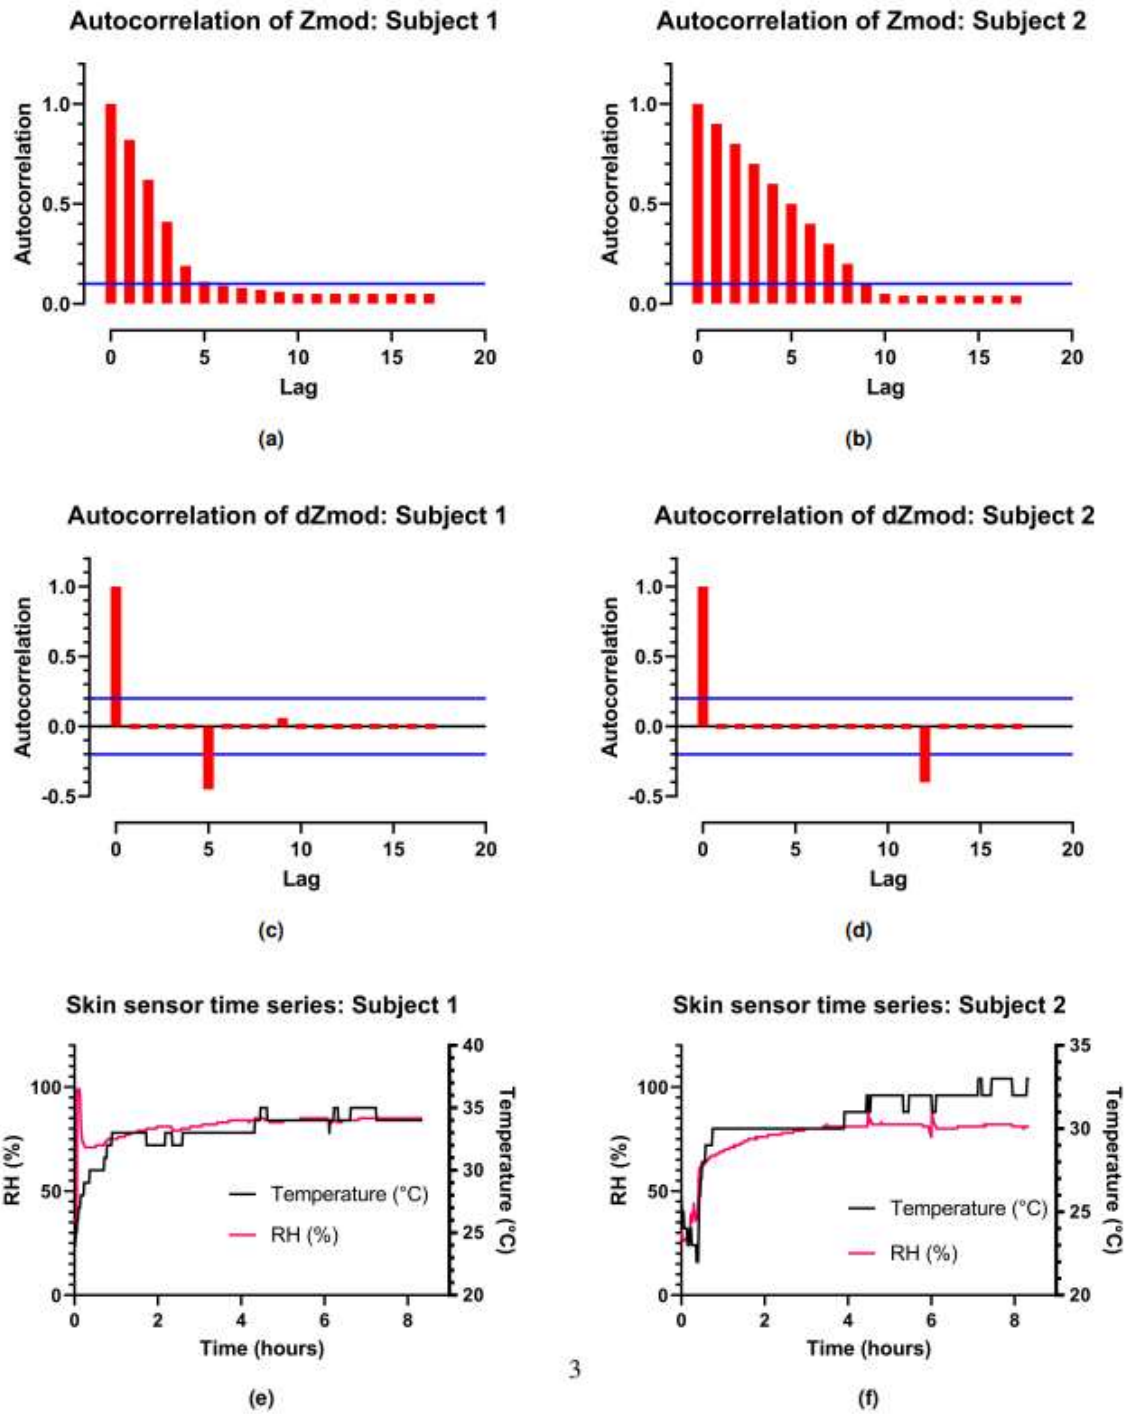 Autocorrelation of Zmod: Subject 1
Autocorrelation
1.0
0.5
0.0
0 5 10 15 20
Lag
(a)
Autocorrelation of Zmod: Subject 2
Autocorrelation
1.0
0.5
0.0
0 5 10 15 20
Lag
(b)
Autocorrelation of dZmod: Subject 1
Autocorrelation
1.0
0.5
0.0
-0.5
0 5 10 15 20
Lag
(c)
Autocorrelation of dZmod: Subject 2
Autocorrelation
1.0
0.5
0.0
-0.5
0 5 10 15 20
Lag
(d)
Skin sensor time series: Subject 1
RH (%)
100
50
0
40
35
30
25
20
Temperature (°C)
Temperature (°C)
RH (%)
0 2 4 6 8
Time (hours)
(e)
Skin sensor time series: Subject 2
RH (%)
100
50
0
35
30
25
20
Temperature (°C)
Temperature (°C)
RH (%)
0 2 4 6 8
Time (hours)
(f)
3